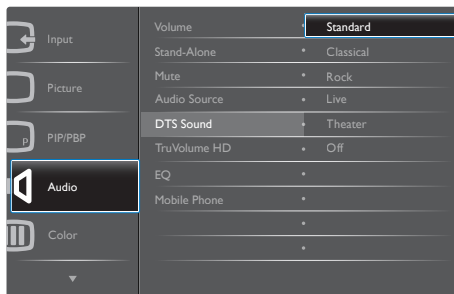 Input
Picture
P PIP/PBP
Audio
Color
Volume
Stand-Alone
Mute
Audio Source
DTS Sound
TruVolume HD
EQ
Mobile Phone
Standard
Classical
Rock
Live
Theater
Off